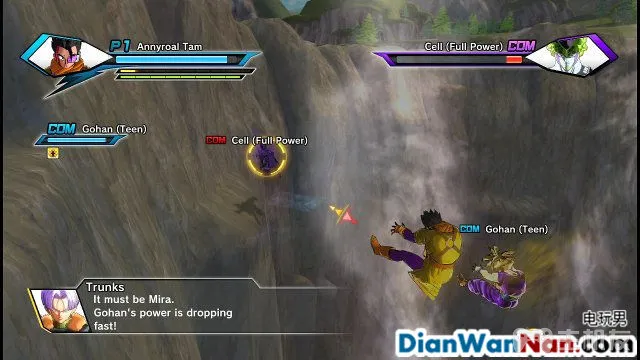 P1 Annyroal Tam
Cell (Full Power) COM
COM Gohan (Teen)
COM Cell (Full Power)
COM Gohan (Teen)
Trunks
It must be Mira.
Gohan's power is dropping
fast!
电玩男
DianWanNan.com